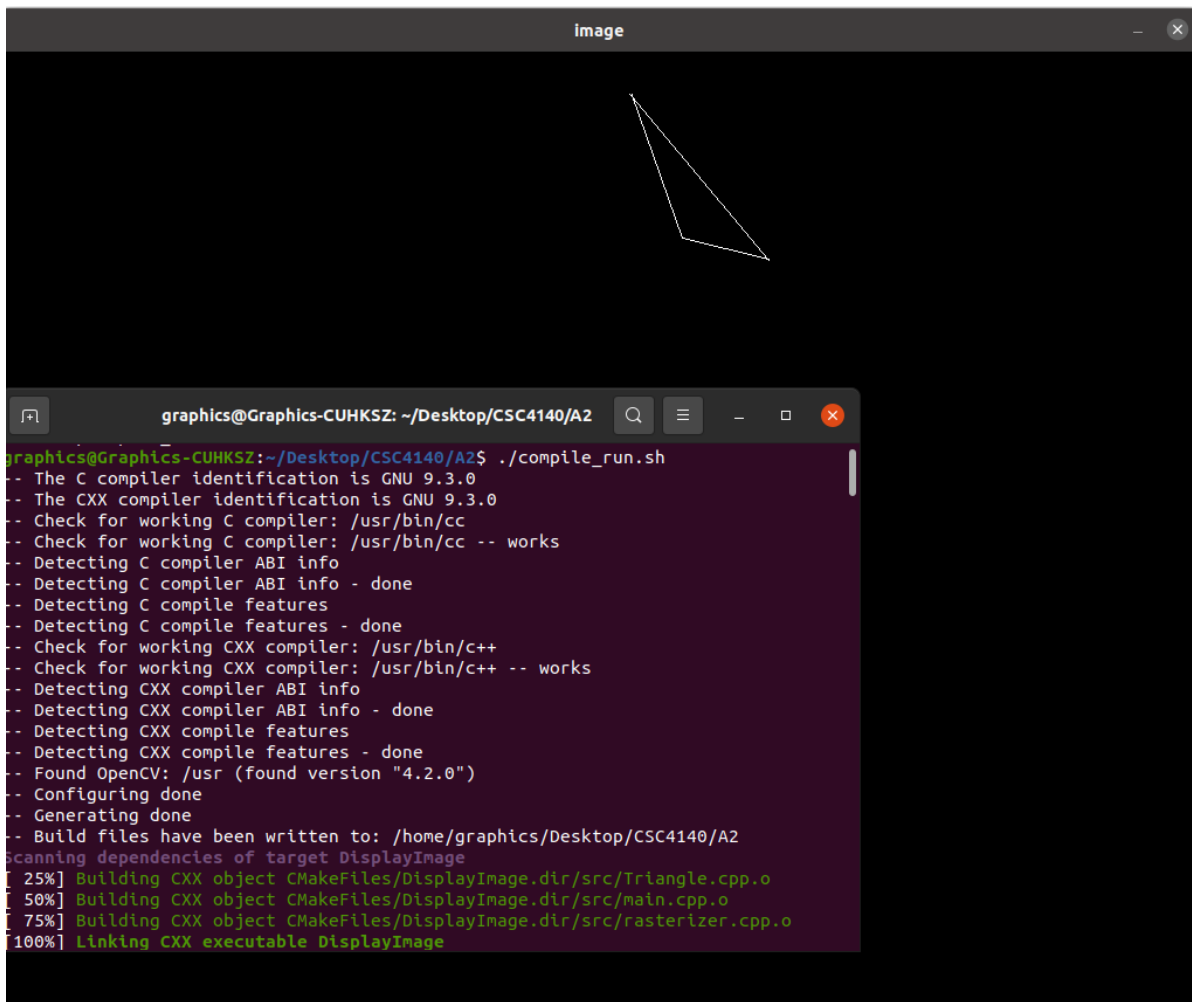 image
graphics@Graphics-CUHKSZ: ~/Desktop/CSC4140/A2
graphics@Graphics-CUHKSZ:~/Desktop/CSC4140/A2$ ./compile_run.sh
-- The C compiler identification is GNU 9.3.0
-- The CXX compiler identification is GNU 9.3.0
-- Check for working C compiler: /usr/bin/cc
-- Check for working C compiler: /usr/bin/cc -- works
-- Detecting C compiler ABI info
-- Detecting C compiler ABI info - done
-- Detecting C compile features
-- Detecting C compile features - done
-- Check for working CXX compiler: /usr/bin/c++
-- Check for working CXX compiler: /usr/bin/c++ -- works
-- Detecting CXX compiler ABI info
-- Detecting CXX compiler ABI info - done
-- Detecting CXX compile features
-- Detecting CXX compile features - done
-- Found OpenCV: /usr (found version "4.2.0")
-- Configuring done
-- Generating done
-- Build files have been written to: /home/graphics/Desktop/CSC4140/A2
Scanning dependencies of target DisplayImage
[ 25%] Building CXX object CMakeFiles/DisplayImage.dir/src/Triangle.cpp.o
[ 50%] Building CXX object CMakeFiles/DisplayImage.dir/src/main.cpp.o
[ 75%] Building CXX object CMakeFiles/DisplayImage.dir/src/rasterizer.cpp.o
[100%] Linking CXX executable DisplayImage